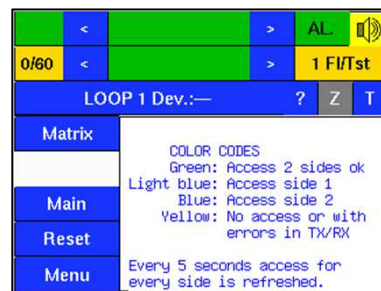 < > AL.
0/60 < > 1 Fl/Tst
LOOP 1 Dev.:— ? Z T
Matrix
COLOR CODES
Green: Access 2 sides ok
Light blue: Access side 1
Blue: Access side 2
Yellow: No access or with
errors in TX/RX
Main
Reset
Menu
Every 5 seconds access for
every side is refreshed.